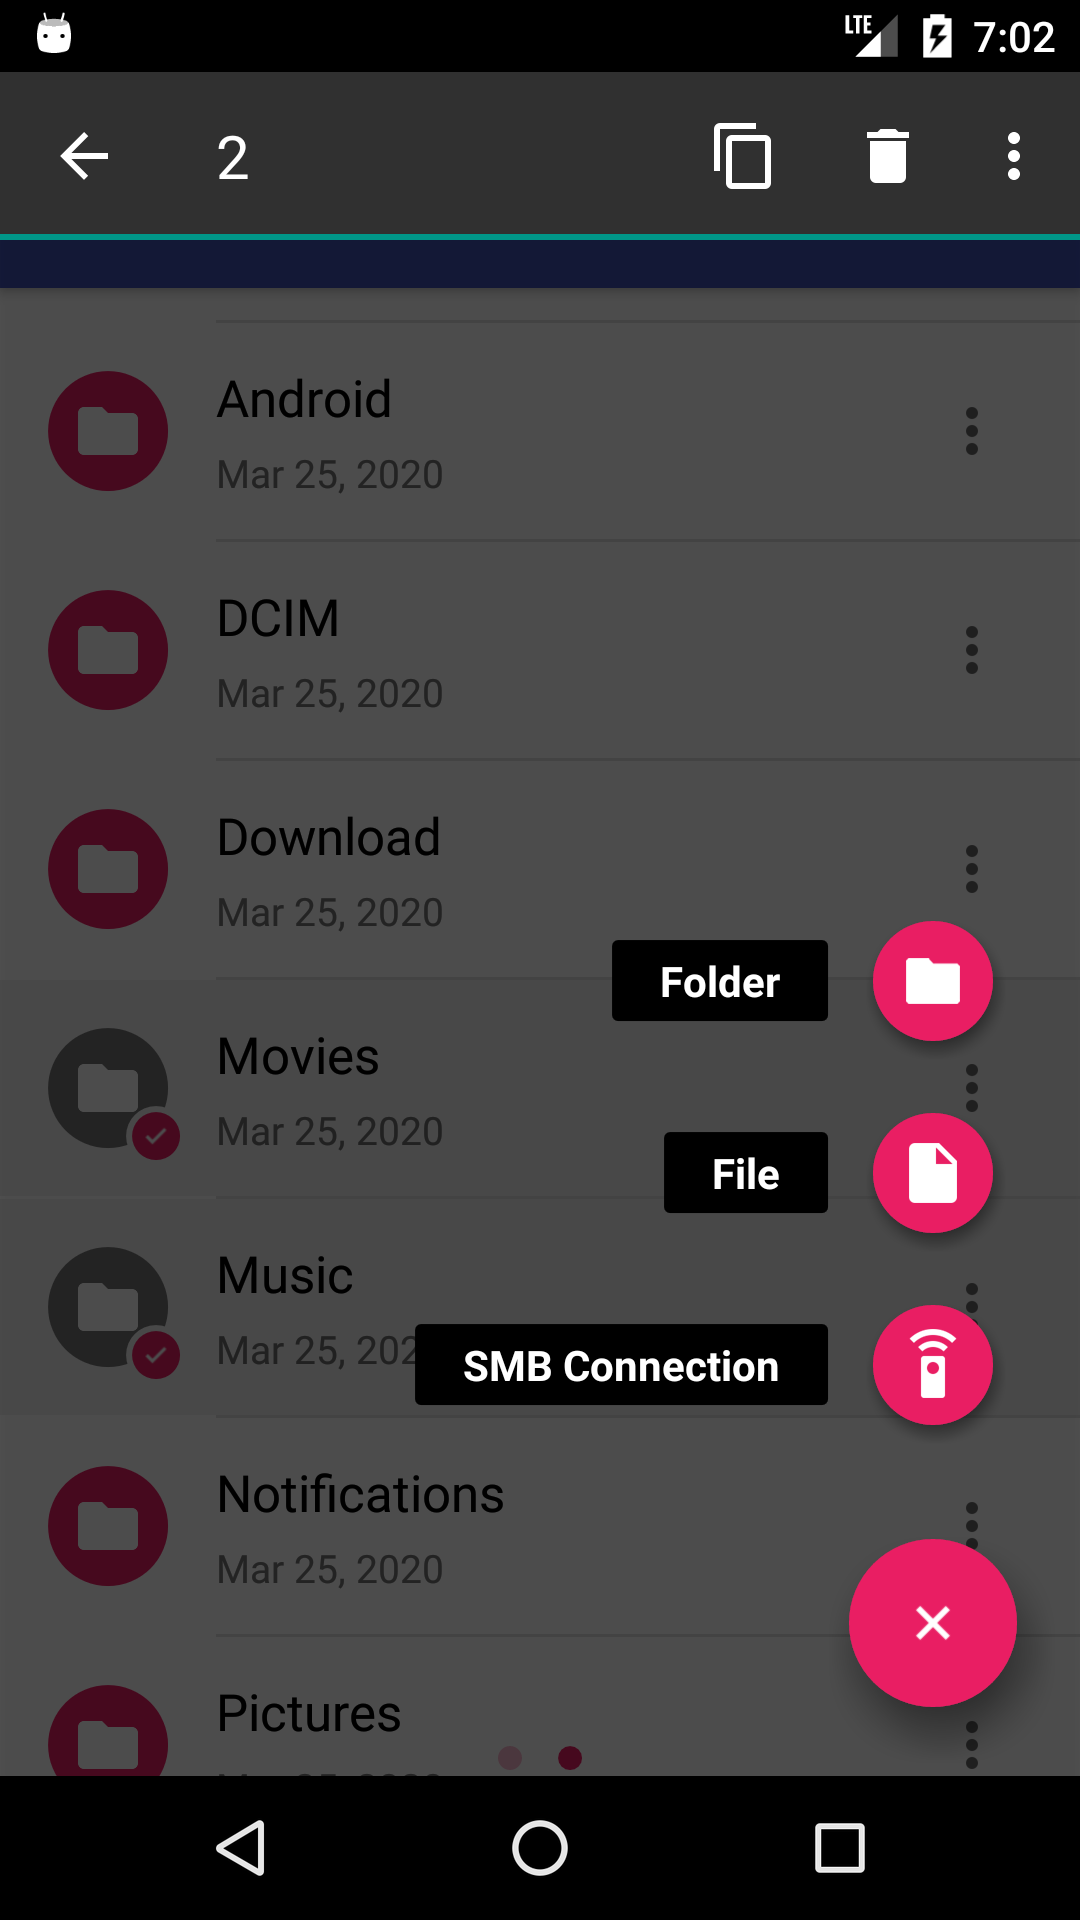 LTE 7:02
2
Android
Mar 25, 2020
DCIM
Mar 25, 2020
Download
Mar 25, 2020
Folder
Movies
Mar 25, 2020
File
Music
Mar 25, 202
SMB Connection
Notifications
Mar 25, 2020
Pictures